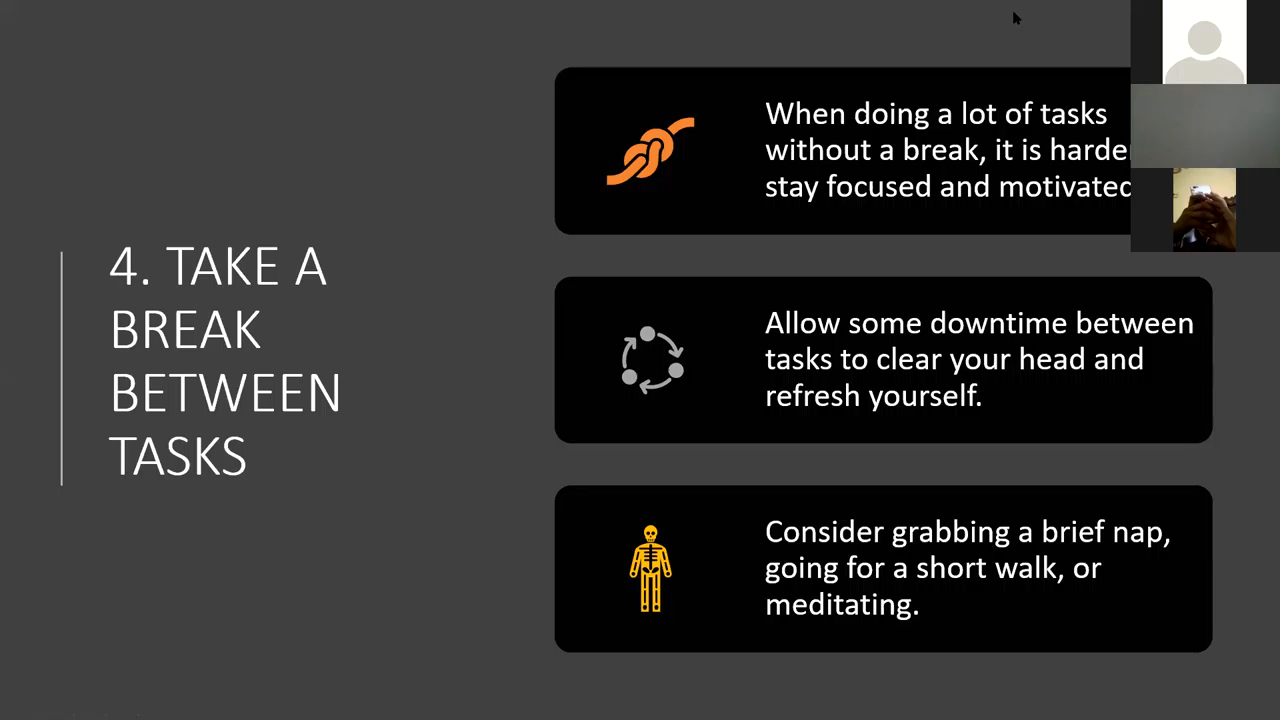 4. TAKE A
BREAK
BETWEEN
TASKS
When doing a lot of tasks
without a break, it is
stay focused and motivated
Allow some downtime between
tasks to clear your head and
refresh yourself.
Consider grabbing a brief nap,
going for a short walk, or
meditating.